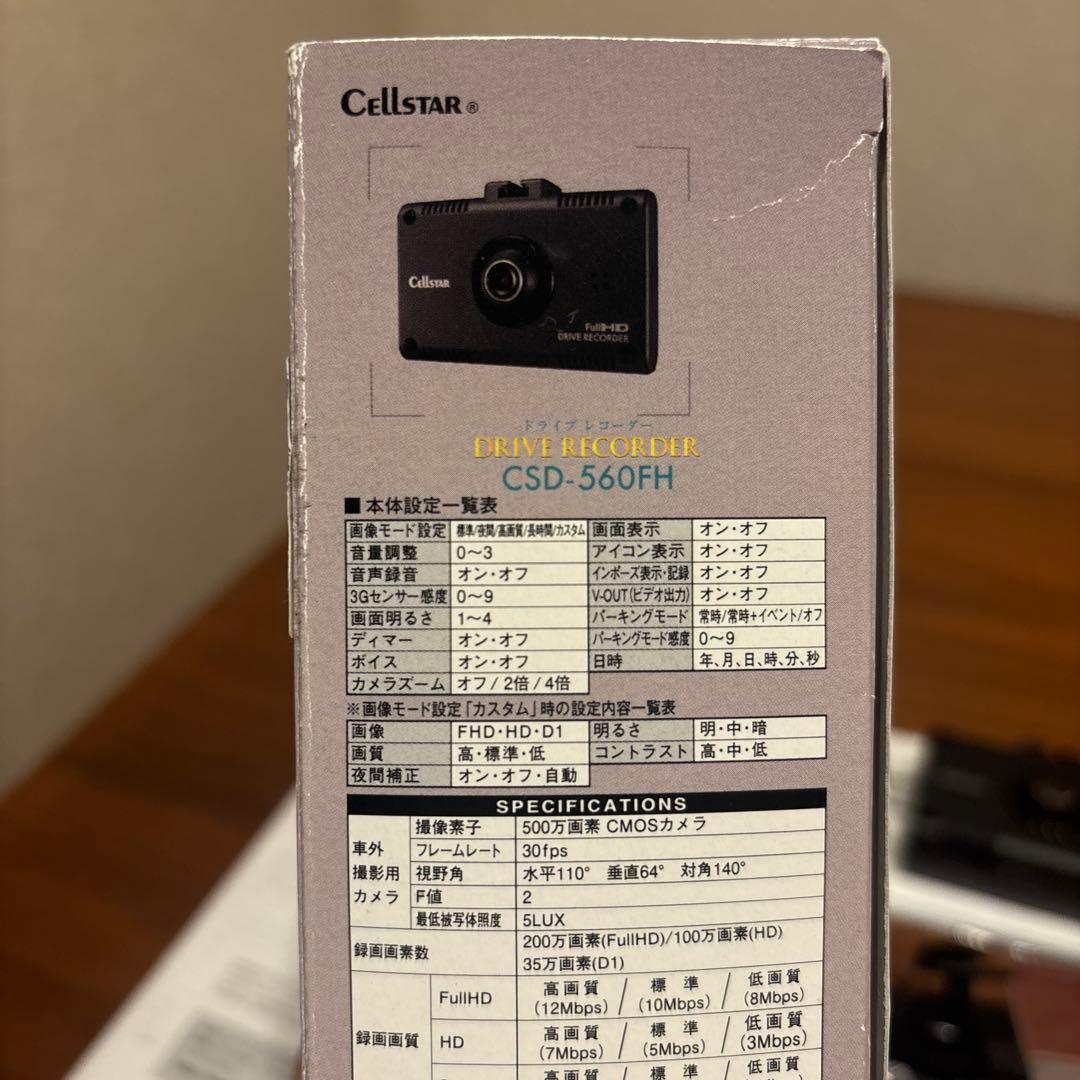 CELLSTAR®
CELLSTAR
FullHD
DRIVE RECORDER
ドライブ レコーダー
DRIVE RECORDER
CSD-560FH
■ 本体設定一覧表
画像モード設定 標準/夜間/高画質/長時間/カスタム 画面表示 オン・オフ
音量調整 0〜3 アイコン表示 オン・オフ
音声録音 オン・オフ インポーズ表示・記録 オン・オフ
3Gセンサー感度 0〜9 V-OUT(ビデオ出力) オン・オフ
画面明るさ 1〜4 パーキングモード 常時/常時+イベント/オフ
ディマー オン・オフ パーキングモード感度 0〜9
ボイス オン・オフ 日時 年、月、日、時、分、秒
カメラズーム オフ/2倍/4倍
※画像モード設定「カスタム」時の設定内容一覧表
画像 FHD・HD・D1 明るさ 明・中・暗
画質 高・標準・低 コントラスト 高・中・低
夜間補正 オン・オフ・自動
SPECIFICATIONS
車外撮影用カメラ 撮像素子 500万画素 CMOSカメラ
フレームレート 30fps
視野角 水平110° 垂直64° 対角140°
F値 2
最低被写体照度 5LUX
録画画素数 200万画素(FullHD)/100万画素(HD)
35万画素(D1)
録画画質 FullHD 高画質 / 標準 / 低画質
(12Mbps) (10Mbps) (8Mbps)
HD 高画質 / 標準 / 低画質
(7Mbps) (5Mbps) (3Mbps)
高画質 / 標準 / 低画質